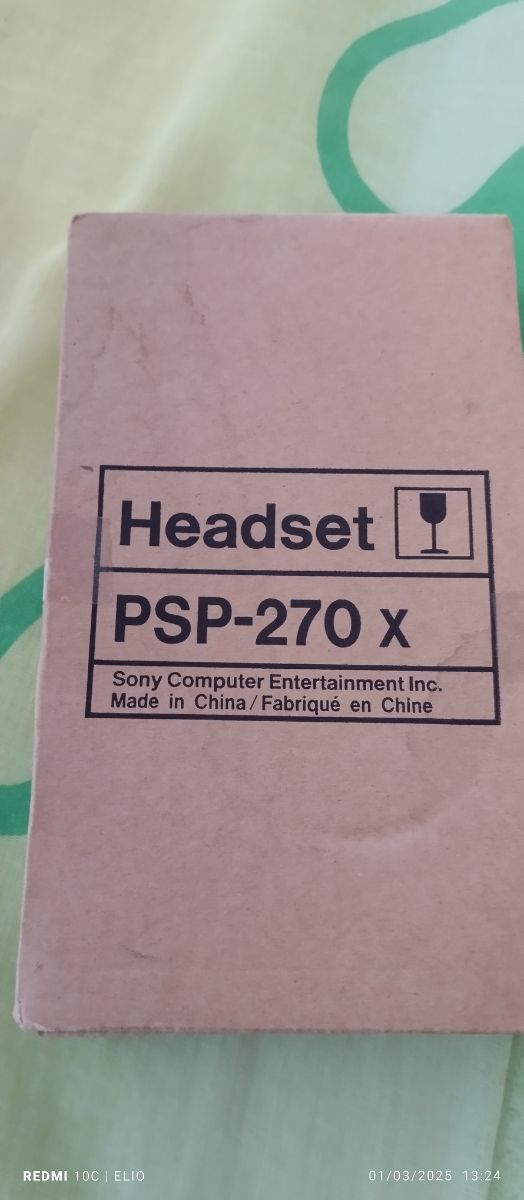 Headset
PSP-270 x
Sony Computer Entertainment Inc.
Made in China/Fabriqué en Chine
REDMI 10C | ELIO
01/03/2025 13:24